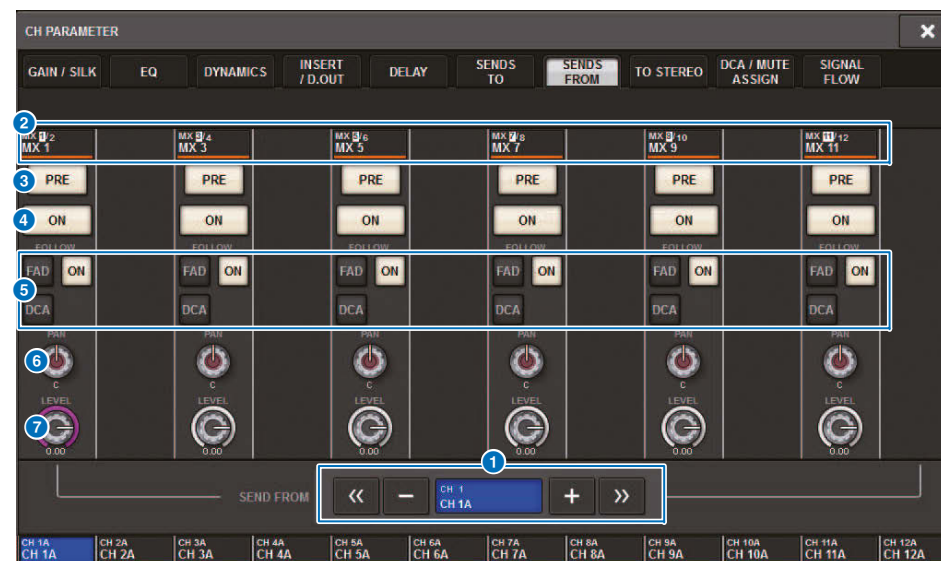 CH PARAMETER ×
GAIN / SILK EQ DYNAMICS INSERT / D.OUT DELAY SENDS TO SENDS FROM TO STEREO DCA / MUTE ASSIGN SIGNAL FLOW
2
MX 1/2 MX 3/4 MX 5/6 MX 7/8 MX 9/10 MX 11/12
MX 1 MX 3 MX 5 MX 7 MX 9 MX 11
3 PRE PRE PRE PRE PRE PRE
4 ON ON ON ON ON ON
FOLLOW FOLLOW FOLLOW FOLLOW FOLLOW FOLLOW
FAD ON FAD ON FAD ON FAD ON FAD ON FAD ON
5
DCA DCA DCA DCA DCA DCA
PAN PAN PAN PAN PAN PAN
6
C C C C C C
LEVEL LEVEL LEVEL LEVEL LEVEL LEVEL
7
0.00 0.00 0.00 0.00 0.00 0.00
1
SEND FROM « − CH 1 + »
CH 1A
CH 1A CH 2A CH 3A CH 4A CH 5A CH 6A CH 7A CH 8A CH 9A CH 10A CH 11A CH 12A
CH 1A CH 2A CH 3A CH 4A CH 5A CH 6A CH 7A CH 8A CH 9A CH 10A CH 11A CH 12A